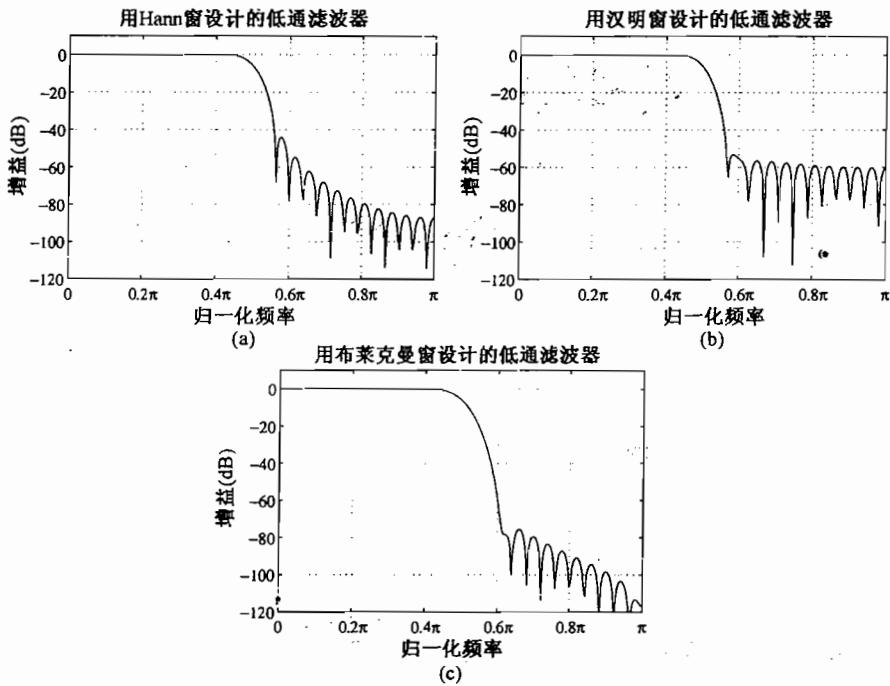 用Hann窗设计的低通滤波器
增益(dB)
0
−20
−40
−60
−80
−100
−120
0
0.2π
0.4π
0.6π
0.8π
π
归一化频率
(a)
用汉明窗设计的低通滤波器
增益(dB)
0
−20
−40
−60
−80
−100
−120
0
0.2π
0.4π
0.6π
0.8π
π
归一化频率
(b)
用布莱克曼窗设计的低通滤波器
增益(dB)
0
−20
−40
−60
−80
−100
−120
0
0.2π
0.4π
0.6π
0.8π
π
归一化频率
(c)